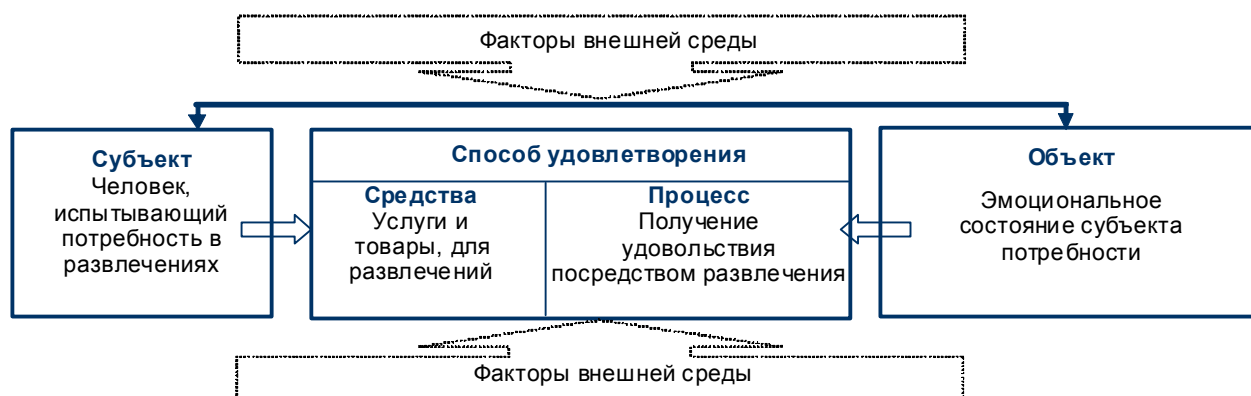 Факторы внешней среды
Субъект
Человек,
испытывающий
потребность в
развлечениях
Способ удовлетворения
Средства
Услуги и
товары, для
развлечений
Процесс
Получение
удовольствия
посредством развлечения
Объект
Эмоциональное
состояние субъекта
потребности
Факторы внешней среды